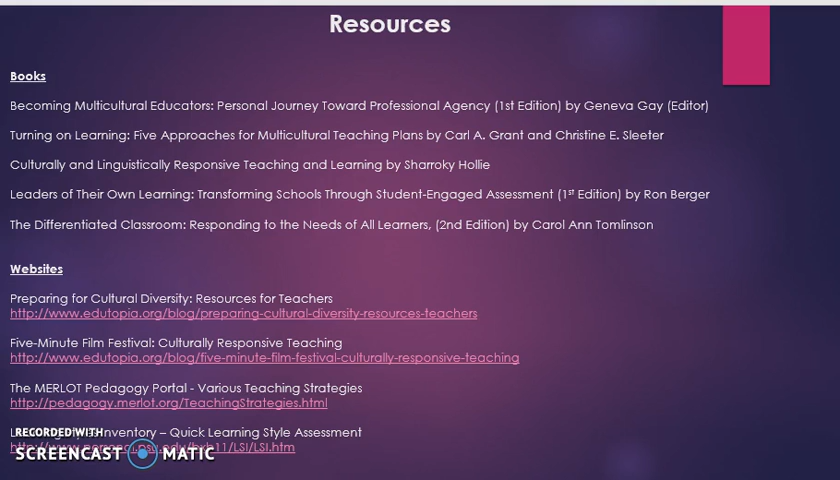 Resources
Books
Becoming Multicultural Educators: Personal Journey Toward Professional Agency (1st Edition) by Geneva Gay (Editor)
Turning on Learning: Five Approaches for Multicultural Teaching Plans by Carl A. Grant and Christine E. Sleeter
Culturally and Linguistically Responsive Teaching and Learning by Sharroky Hollie
Leaders of Their Own Learning: Transforming Schools Through Student-Engaged Assessment (1st Edition) by Ron Berger
The Differentiated Classroom: Responding to the Needs of All Learners, (2nd Edition) by Carol Ann Tomlinson
Websites
Preparing for Cultural Diversity: Resources for Teachers
http://www.edutopia.org/blog/preparing-cultural-diversity-resources-teachers
Five-Minute Film Festival: Culturally Responsive Teaching
http://www.edutopia.org/blog/five-minute-film-festival-culturally-responsive-teaching
The MERLOT Pedagogy Portal - Various Teaching Strategies
http://pedagogy.merlot.org/TeachingStrategies.html
Inventory – Quick Learning Style Assessment
RECORDED WITH
SCREENCAST MATIC